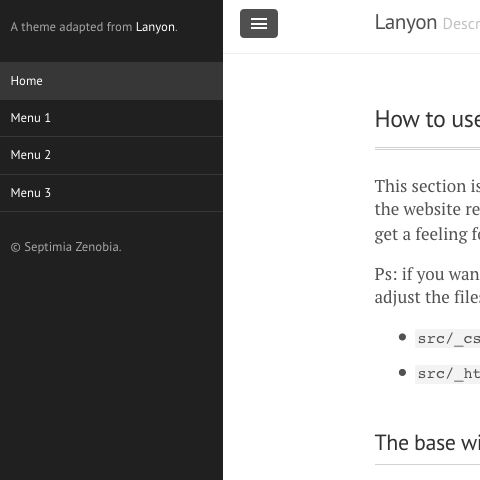 A theme adapted from Lanyon.
Home
Menu 1
Menu 2
Menu 3
© Septimia Zenobia.
Lanyon Descr
How to use
This section is
the website re
get a feeling f
Ps: if you wan
adjust the file
src/_cs
src/_ht
The base wi